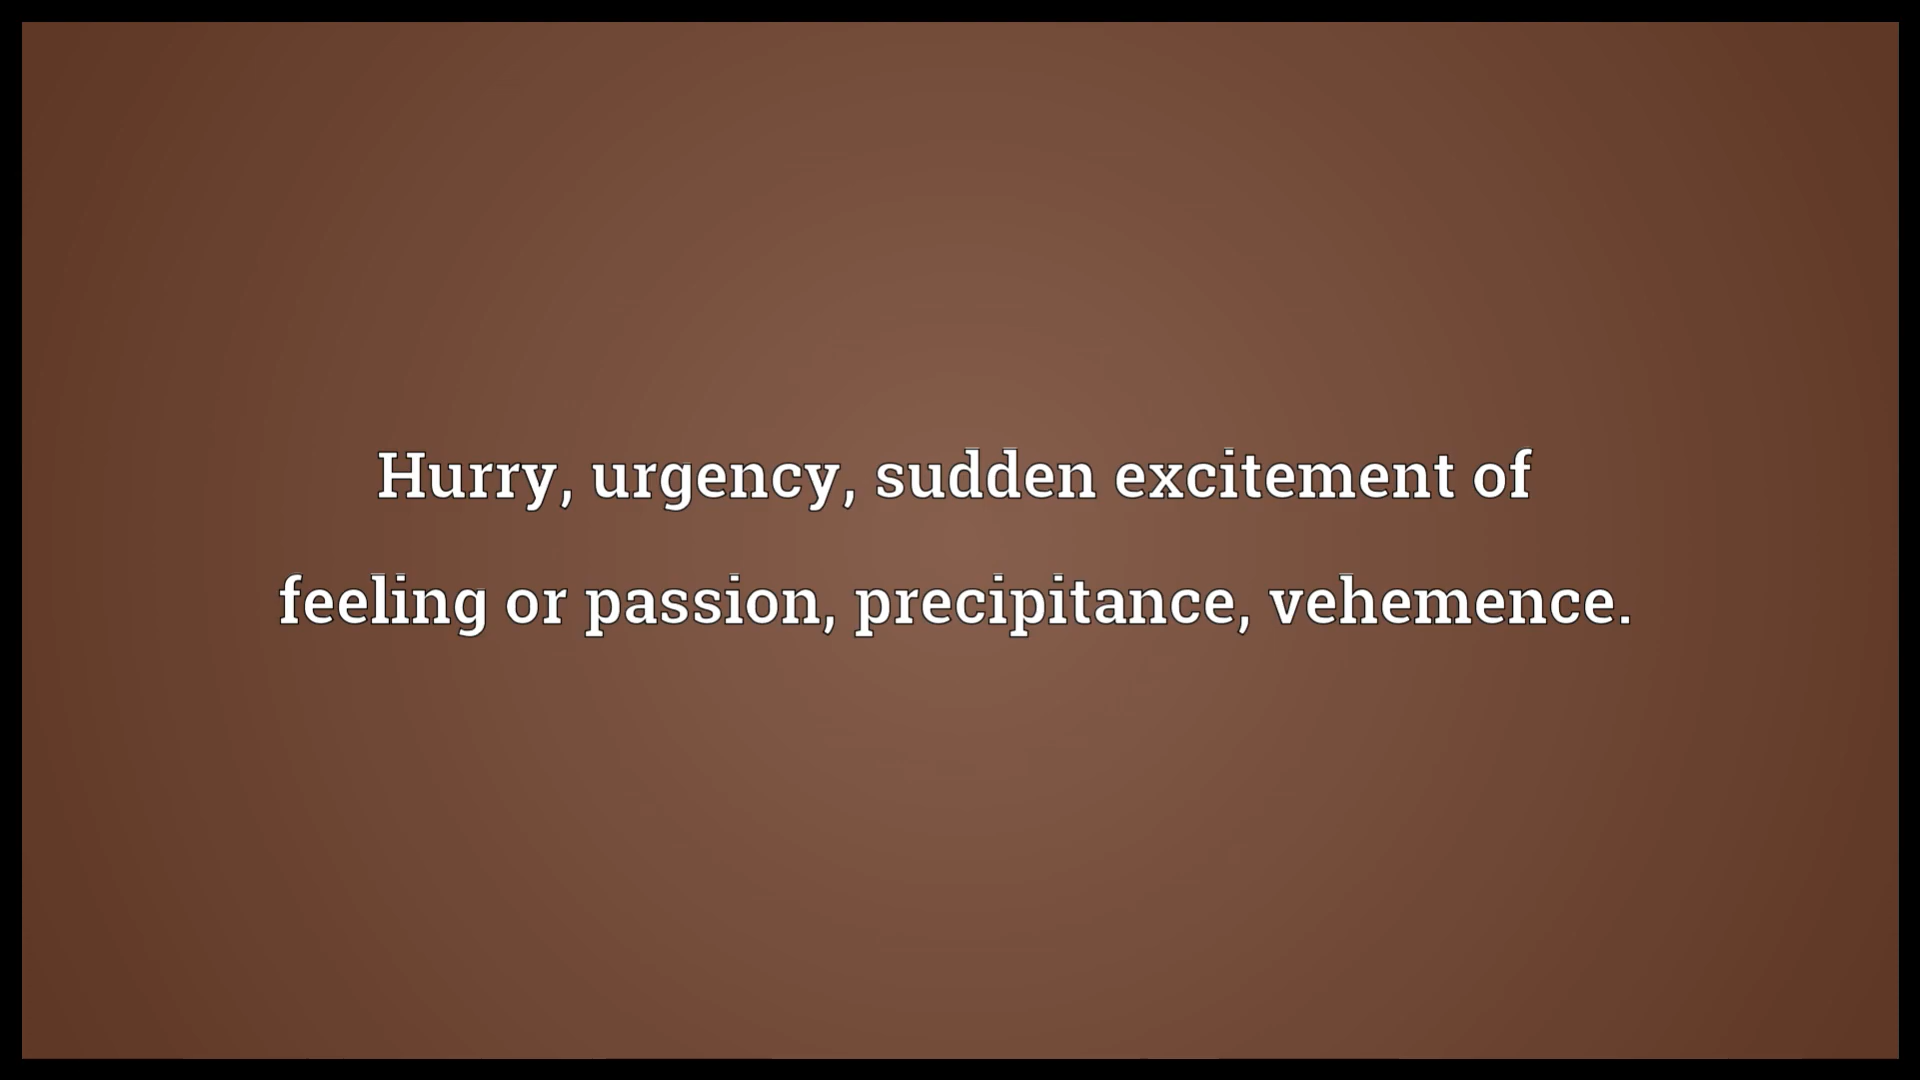 Hurry, urgency, sudden excitement of
feeling or passion, precipitance, vehemence.